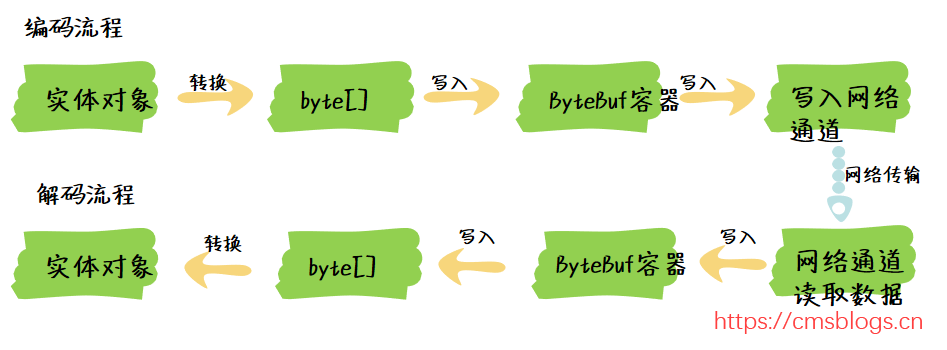 编码流程
实体对象
转换
byte[]
写入
ByteBuf容器
写入
写入网络
通道
网络传输
解码流程
实体对象
转换
byte[]
写入
ByteBuf容器
写入
网络通道
读取数据
https://cmsblogs.cn